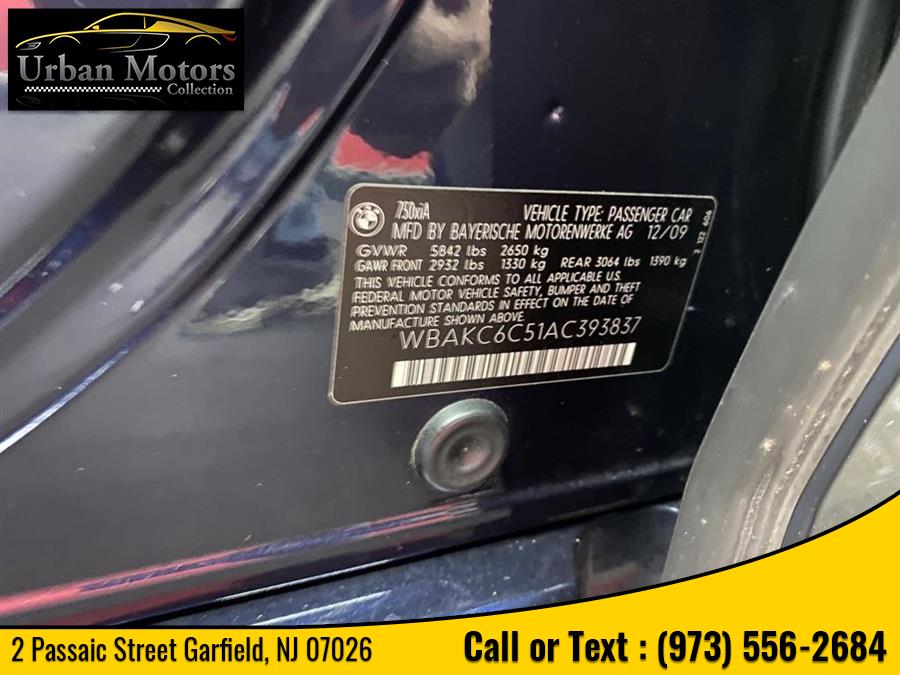 Urban Motors
Collection
750xiA VEHICLE TYPE: PASSENGER CAR
MFD BY BAYERISCHE MOTORENWERKE AG 12/09
GVWR 5842 lbs 2650 kg
GAWR FRONT 2932 lbs 1330 kg REAR 3064 lbs 1390 kg
THIS VEHICLE CONFORMS TO ALL APPLICABLE U.S.
FEDERAL MOTOR VEHICLE SAFETY, BUMPER AND THEFT
PREVENTION STANDARDS IN EFFECT ON THE DATE OF
MANUFACTURE SHOWN ABOVE.
WBAKC6C51AC393837
7 122 606
2 Passaic Street Garfield, NJ 07026
Call or Text : (973) 556-2684